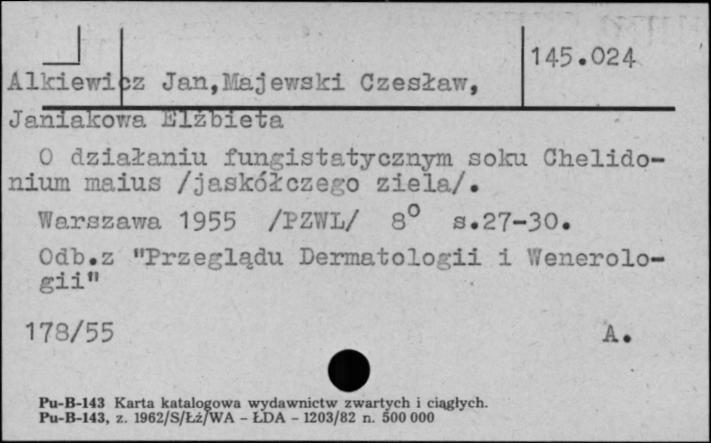 145.024
Alkiewicz Jan,Majewski Czesław,
Janiakowa Elżbieta
O działaniu fungistatycznym soku Chelido-
nium maius /jaskółczego ziela/.
Warszawa 1955 /PZWL/ 8° s.27-30.
Odb.z "Przeglądu Dermatologii i Wenerolo-
gii"
178/55 A.
Pu-B-143 Karta katalogowa wydawnictw zwartych i ciągłych.
Pu-B-143, z. 1962/S/Łż/WA - ŁDA - 1203/82 n. 500 000